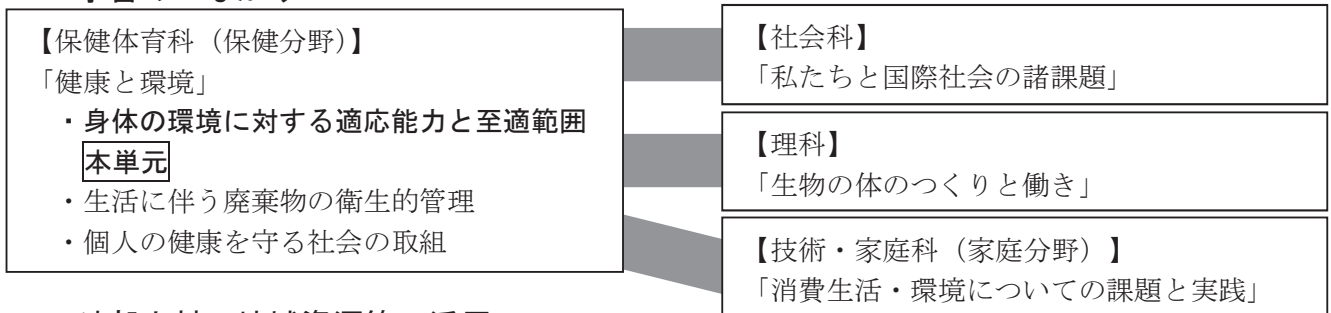 【保健体育科(保健分野)】
「健康と環境」
・身体の環境に対する適応能力と至適範囲
本単元
・生活に伴う廃棄物の衛生的管理
・個人の健康を守る社会の取組
【社会科】
「私たちと国際社会の諸課題」
【理科】
「生物の体のつくりと働き」
【技術・家庭科(家庭分野)】
「消費生活・環境についての課題と実践」